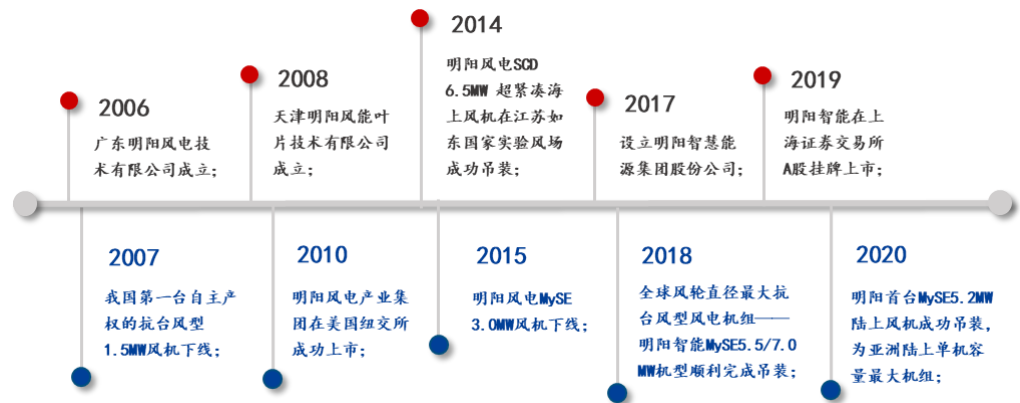 2006
广东明阳风电技
术有限公司成立；
2008
天津明阳风能叶
片技术有限公司
成立；
2014
明阳风电SCD
6.5MW 超紧凑海
上风机在江苏如
东国家实验风场
成功吊装；
2017
设立明阳智慧能
源集团股份公司；
2019
明阳智能在上
海证券交易所
A股挂牌上市；
2007
我国第一台自主产
权的抗台风型
1.5MW风机下线；
2010
明阳风电产业集
团在美国纽交所
成功上市；
2015
明阳风电MySE
3.0MW风机下线；
2018
全球风轮直径最大抗
台风型风电机组——
明阳智能MySE5.5/7.0
MW机型顺利完成吊装；
2020
明阳首台MySE5.2MW
陆上风机成功吊装，
为亚洲陆上单机容
量最大机组；